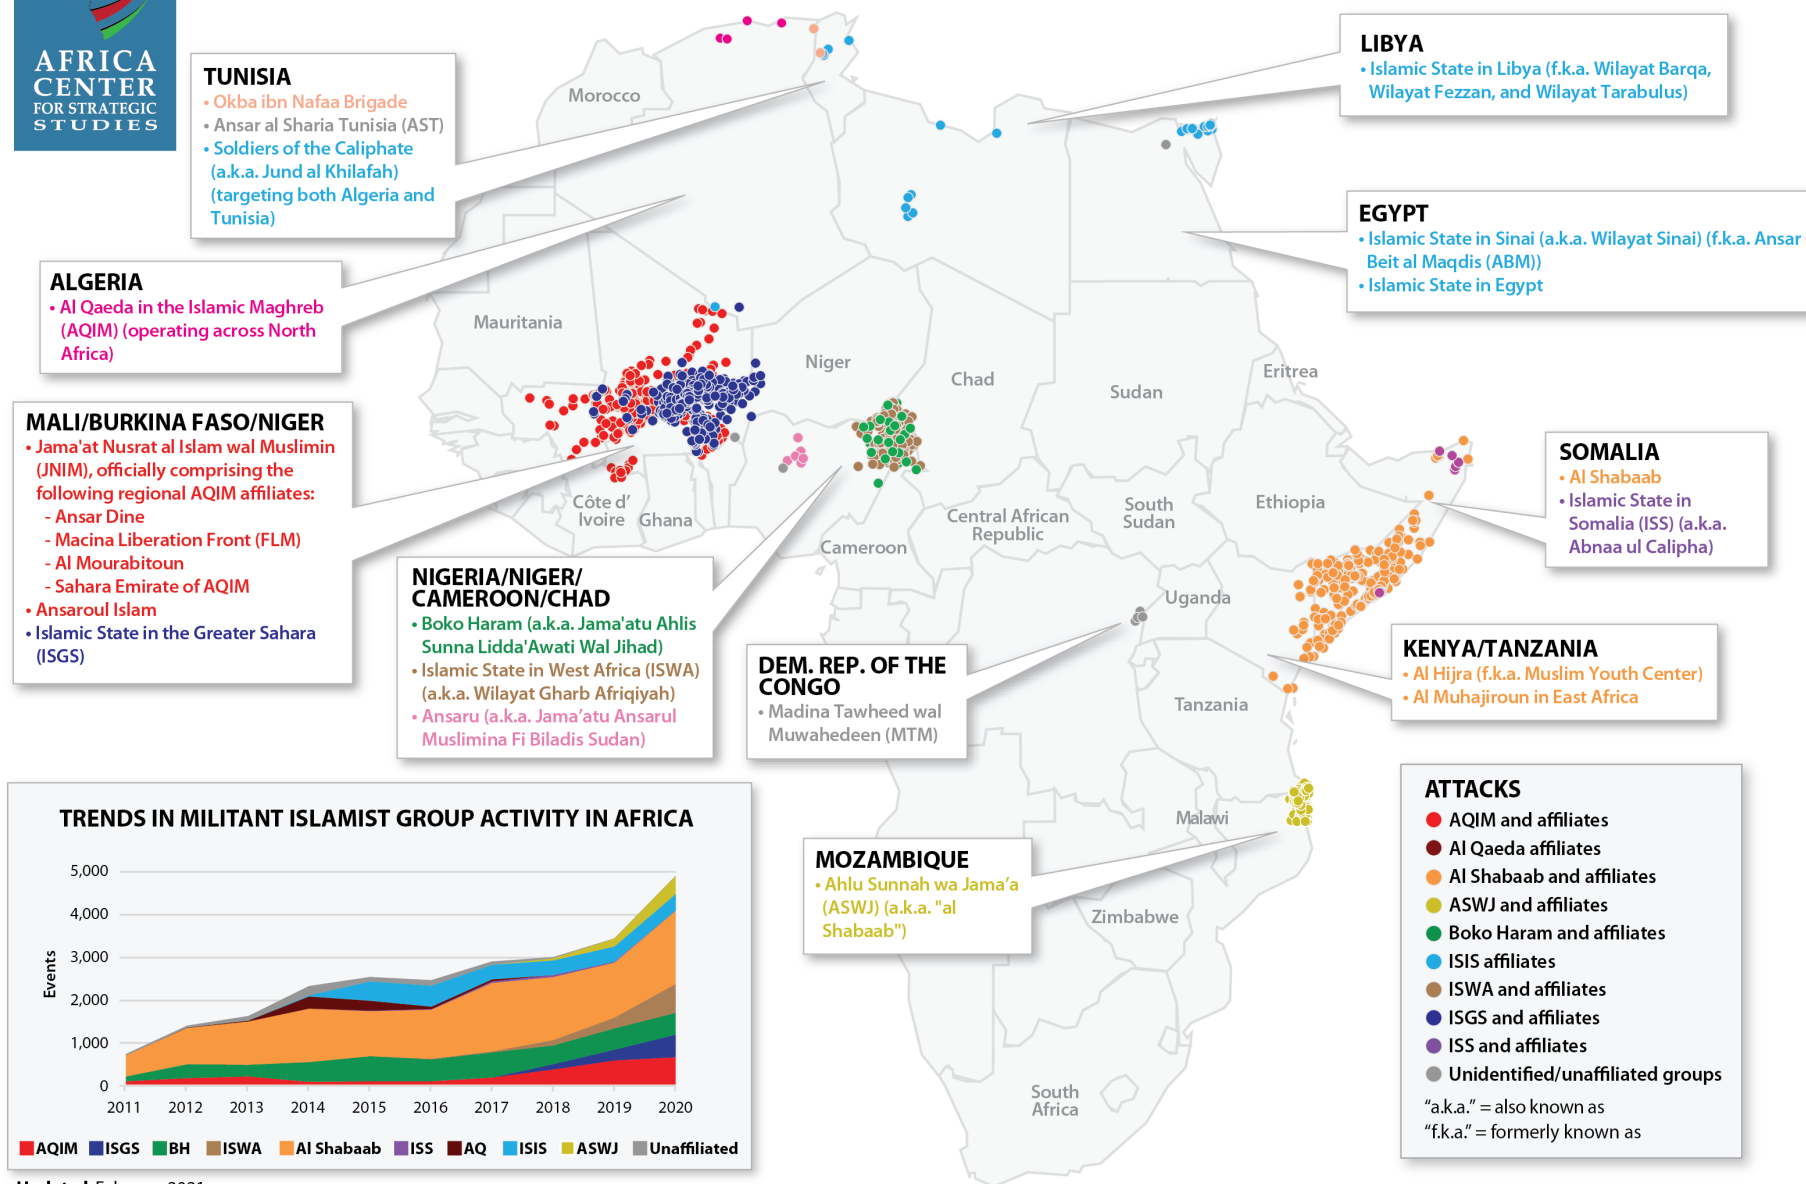 AFRICA
CENTER
FOR STRATEGIC
STUDIES
TUNISIA
• Okba ibn Nafaa Brigade
• Ansar al Sharia Tunisia (AST)
• Soldiers of the Caliphate
(a.k.a. Jund al Khilafah)
(targeting both Algeria and
Tunisia)
LIBYA
• Islamic State in Libya (f.k.a. Wilayat Barqa,
Wilayat Fezzan, and Wilayat Tarabulus)
EGYPT
• Islamic State in Sinai (a.k.a. Wilayat Sinai) (f.k.a. Ansar
Beit al Maqdis (ABM))
• Islamic State in Egypt
ALGERIA
• Al Qaeda in the Islamic Maghreb
(AQIM) (operating across North
Africa)
MALI/BURKINA FASO/NIGER
• Jama'at Nusrat al Islam wal Muslimin
(JNIM), officially comprising the
following regional AQIM affiliates:
- Ansar Dine
- Macina Liberation Front (FLM)
- Al Mourabitoun
- Sahara Emirate of AQIM
• Ansaroul Islam
• Islamic State in the Greater Sahara
(ISGS)
NIGERIA/NIGER/
CAMEROON/CHAD
• Boko Haram (a.k.a. Jama'atu Ahlis
Sunna Lidda'Awati Wal Jihad)
• Islamic State in West Africa (ISWA)
(a.k.a. Wilayat Gharb Afriqiyah)
• Ansaru (a.k.a. Jama’atu Ansarul
Muslimina Fi Biladis Sudan)
SOMALIA
• Al Shabaab
• Islamic State in
Somalia (ISS) (a.k.a.
Abnaa ul Calipha)
KENYA/TANZANIA
• Al Hijra (f.k.a. Muslim Youth Center)
• Al Muhajiroun in East Africa
DEM. REP. OF THE
CONGO
• Madina Tawheed wal
Muwahedeen (MTM)
MOZAMBIQUE
• Ahlu Sunnah wa Jama’a
(ASWJ) (a.k.a. "al
Shabaab")
Morocco
Mauritania
Niger
Chad
Sudan
Eritrea
Côte d’
Ivoire
Ghana
Cameroon
Central African
Republic
South
Sudan
Ethiopia
Uganda
Tanzania
Malawi
Zimbabwe
South
Africa
TRENDS IN MILITANT ISLAMIST GROUP ACTIVITY IN AFRICA
Events
5,000
4,000
3,000
2,000
1,000
0
2011 2012 2013 2014 2015 2016 2017 2018 2019 2020
AQIM ISGS BH ISWA Al Shabaab ISS AQ ISIS ASWJ Unaffiliated
ATTACKS
AQIM and affiliates
Al Qaeda affiliates
Al Shabaab and affiliates
ASWJ and affiliates
Boko Haram and affiliates
ISIS affiliates
ISWA and affiliates
ISGS and affiliates
ISS and affiliates
Unidentified/unaffiliated groups
“a.k.a.” = also known as
“f.k.a.” = formerly known as